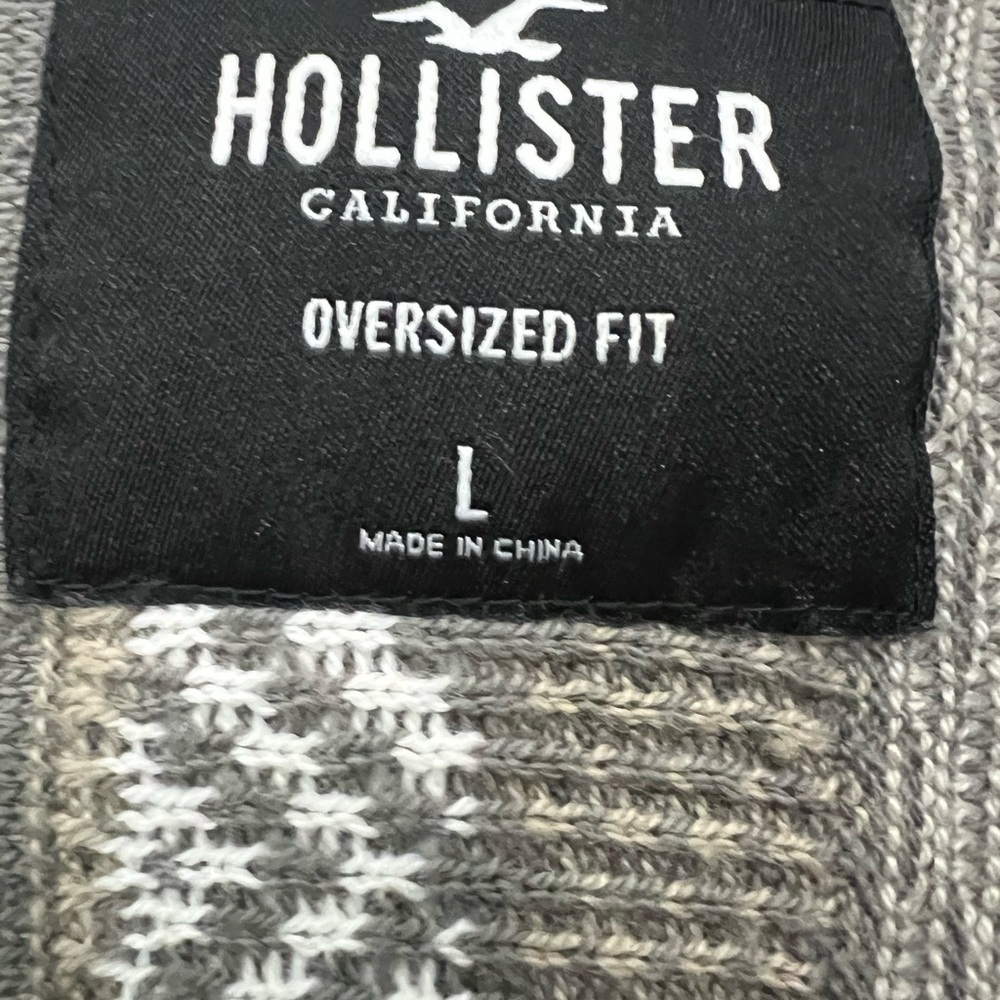 HOLLISTER
CALIFORNIA
OVERSIZED FIT
L
MADE IN CHINA